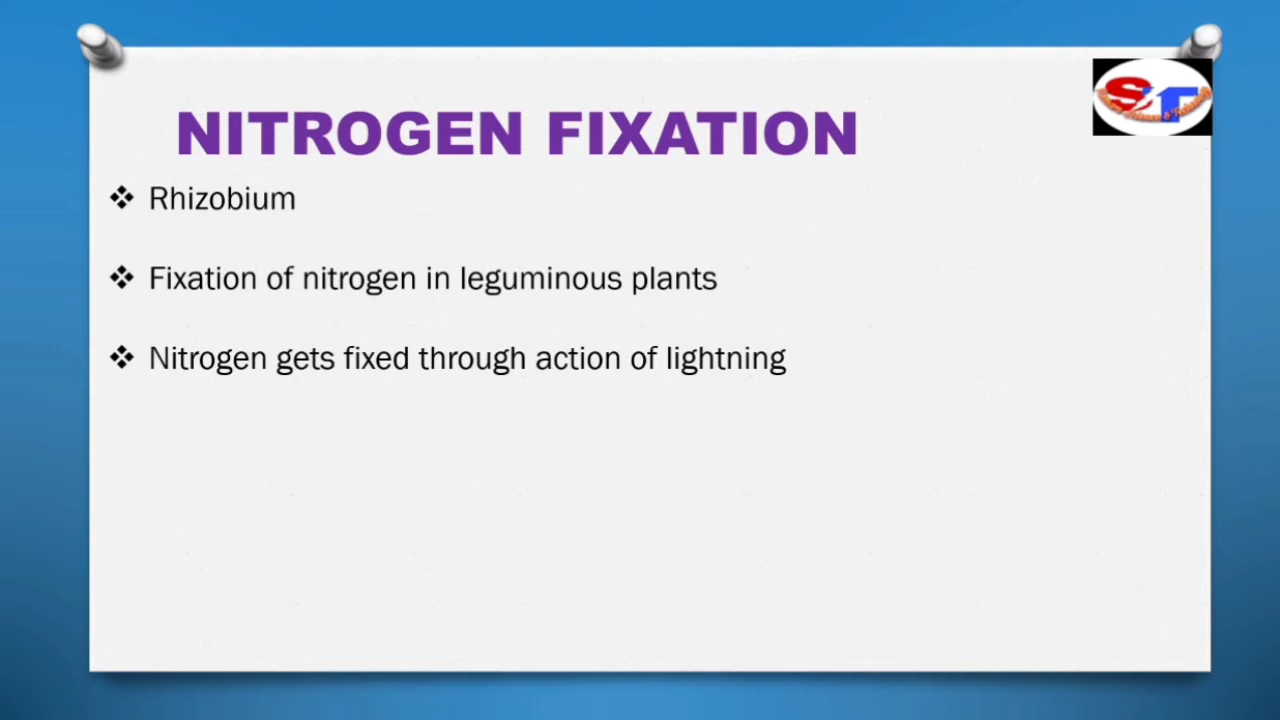 NITROGEN FIXATION
❖ Rhizobium
❖ Fixation of nitrogen in leguminous plants
❖ Nitrogen gets fixed through action of lightning